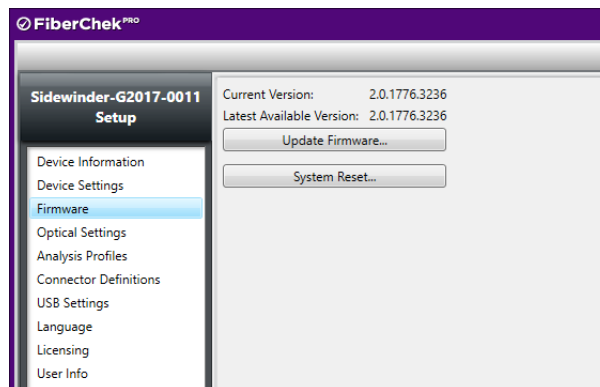 FiberChekPRO
Sidewinder-G2017-0011
Setup
Device Information
Device Settings
Firmware
Optical Settings
Analysis Profiles
Connector Definitions
USB Settings
Language
Licensing
User Info
Current Version: 2.0.1776.3236
Latest Available Version: 2.0.1776.3236
Update Firmware...
System Reset...